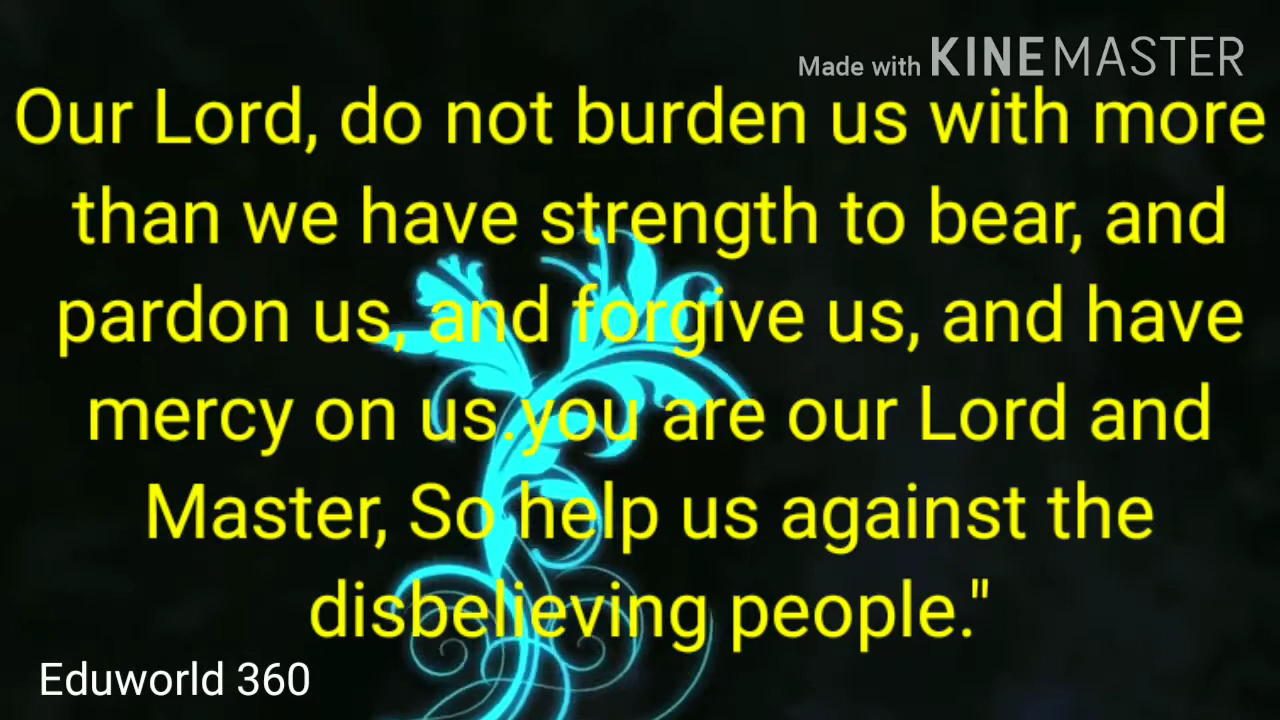 Made with KINEMASTER
Our Lord, do not burden us with more
than we have strength to bear, and
pardon us, and forgive us, and have
mercy on us.you are our Lord and
Master, So help us against the
disbelieving people."
Eduworld 360